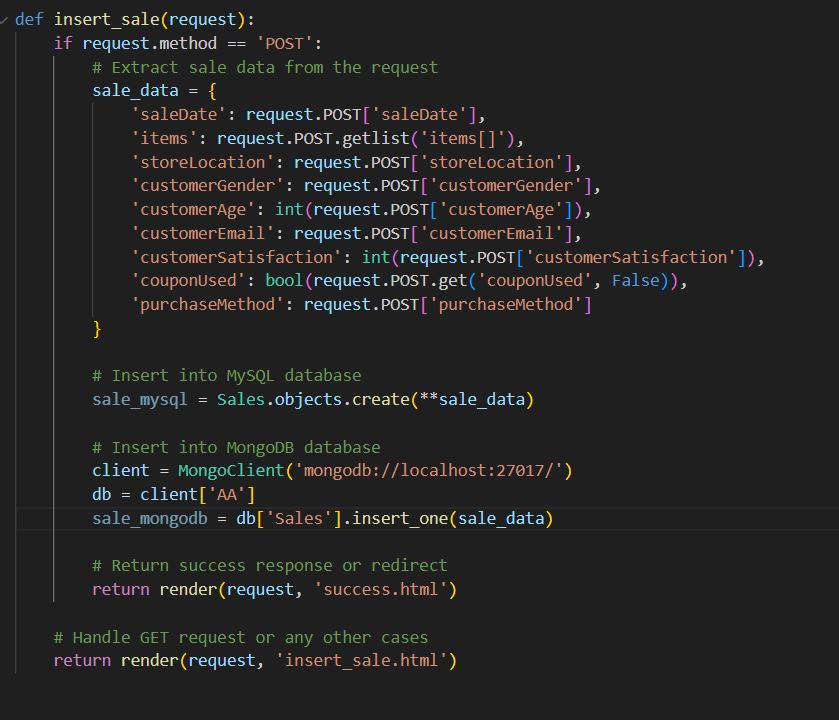 def insert_sale(request):
    if request.method == 'POST':
        # Extract sale data from the request
        sale_data = {
            'saleDate': request.POST['saleDate'],
            'items': request.POST.getlist('items[]'),
            'storeLocation': request.POST['storeLocation'],
            'customerGender': request.POST['customerGender'],
            'customerAge': int(request.POST['customerAge']),
            'customerEmail': request.POST['customerEmail'],
            'customerSatisfaction': int(request.POST['customerSatisfaction']),
            'couponUsed': bool(request.POST.get('couponUsed', False)),
            'purchaseMethod': request.POST['purchaseMethod']
        }

        # Insert into MySQL database
        sale_mysql = Sales.objects.create(**sale_data)

        # Insert into MongoDB database
        client = MongoClient('mongodb://localhost:27017/')
        db = client['AA']
        sale_mongodb = db['Sales'].insert_one(sale_data)

        # Return success response or redirect
        return render(request, 'success.html')

    # Handle GET request or any other cases
    return render(request, 'insert_sale.html')